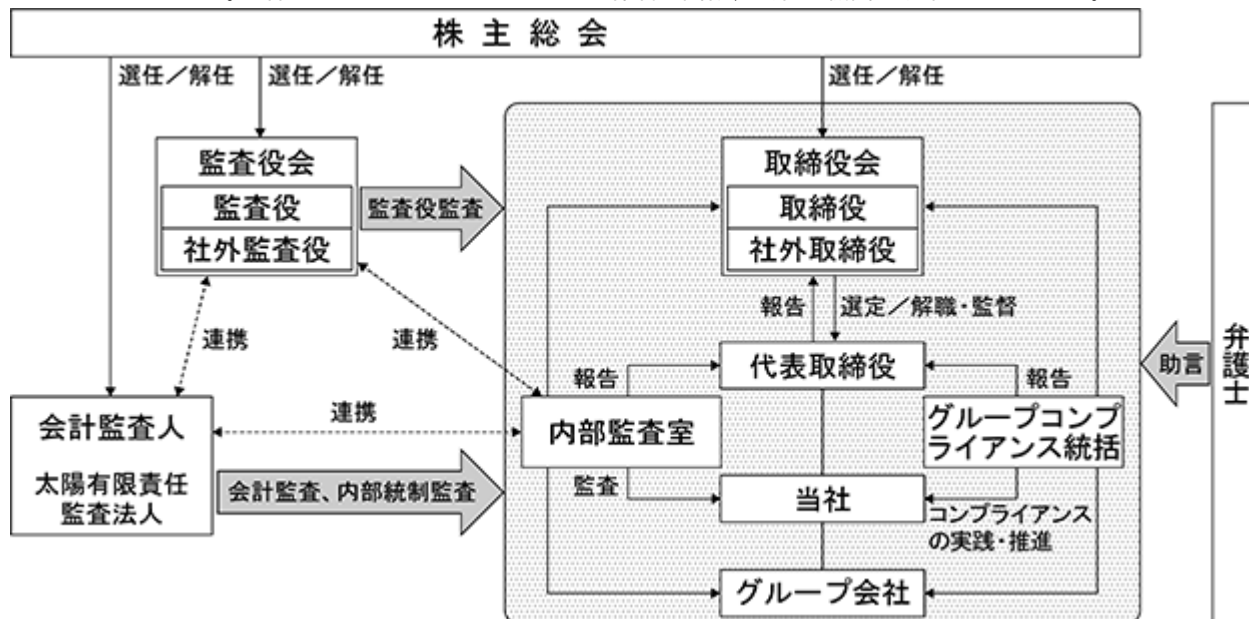 株主総会
選任／解任
選任／解任
選任／解任
監査役会
監査役
社外監査役
監査役監査
取締役会
取締役
社外取締役
報告
選定／解職・監督
連携
連携
代表取締役
助言
弁護士
報告
報告
会計監査人
太陽有限責任
監査法人
連携
内部監査室
グループコンプ
ライアンス統括
会計監査、内部統制監査
監査
当社
コンプライアンス
の実践・推進
グループ会社